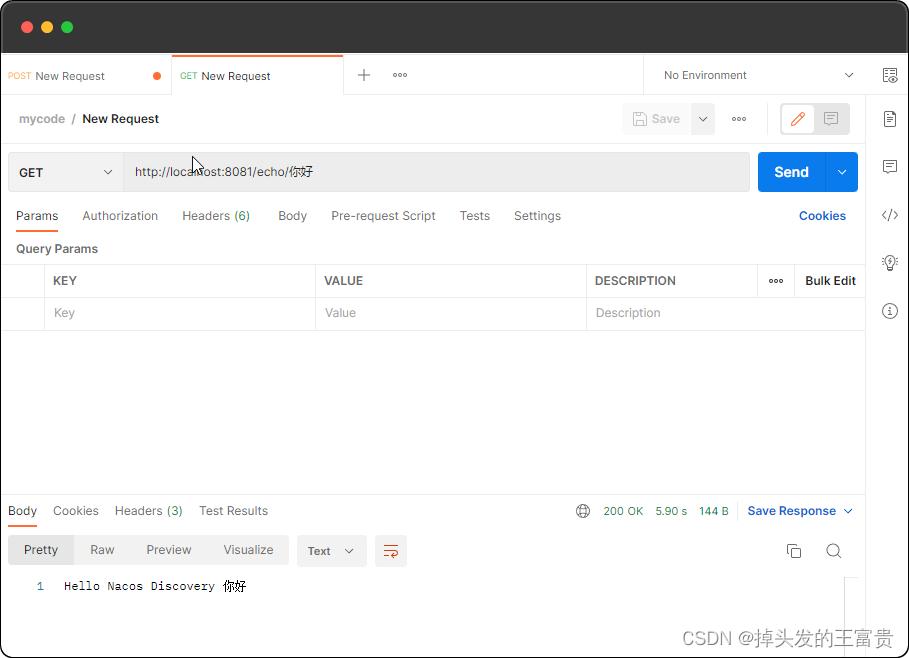 POST New Request
GET New Request
No Environment
mycode / New Request
Save
GET
http://localhost:8081/echo/你好
Send
Params Authorization Headers (6) Body Pre-request Script Tests Settings Cookies
Query Params
KEY VALUE DESCRIPTION Bulk Edit
Key Value Description
Body Cookies Headers (3) Test Results 200 OK 5.90 s 144 B Save Response
Pretty Raw Preview Visualize Text
1 Hello Nacos Discovery 你好
CSDN @掉头发的王富贵